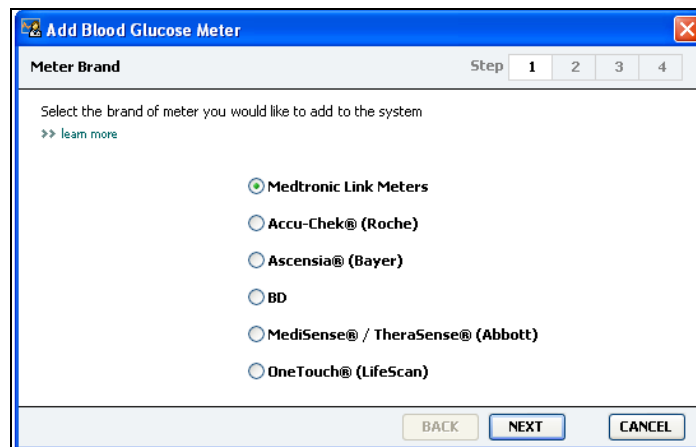 Add Blood Glucose Meter
Meter Brand Step 1 2 3 4
Select the brand of meter you would like to add to the system
>> learn more
Medtronic Link Meters
Accu-Chek® (Roche)
Ascensia® (Bayer)
BD
MediSense® / TheraSense® (Abbott)
OneTouch® (LifeScan)
BACK NEXT CANCEL